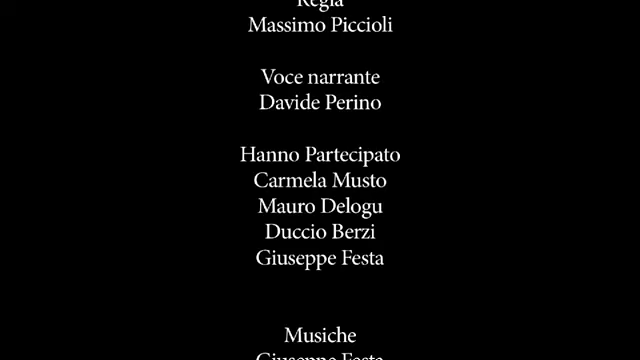 Regia
Massimo Piccioli
Voce narrante
Davide Perino
Hanno Partecipato
Carmela Musto
Mauro Delogu
Duccio Berzi
Giuseppe Festa
Musiche
Giuseppe Festa